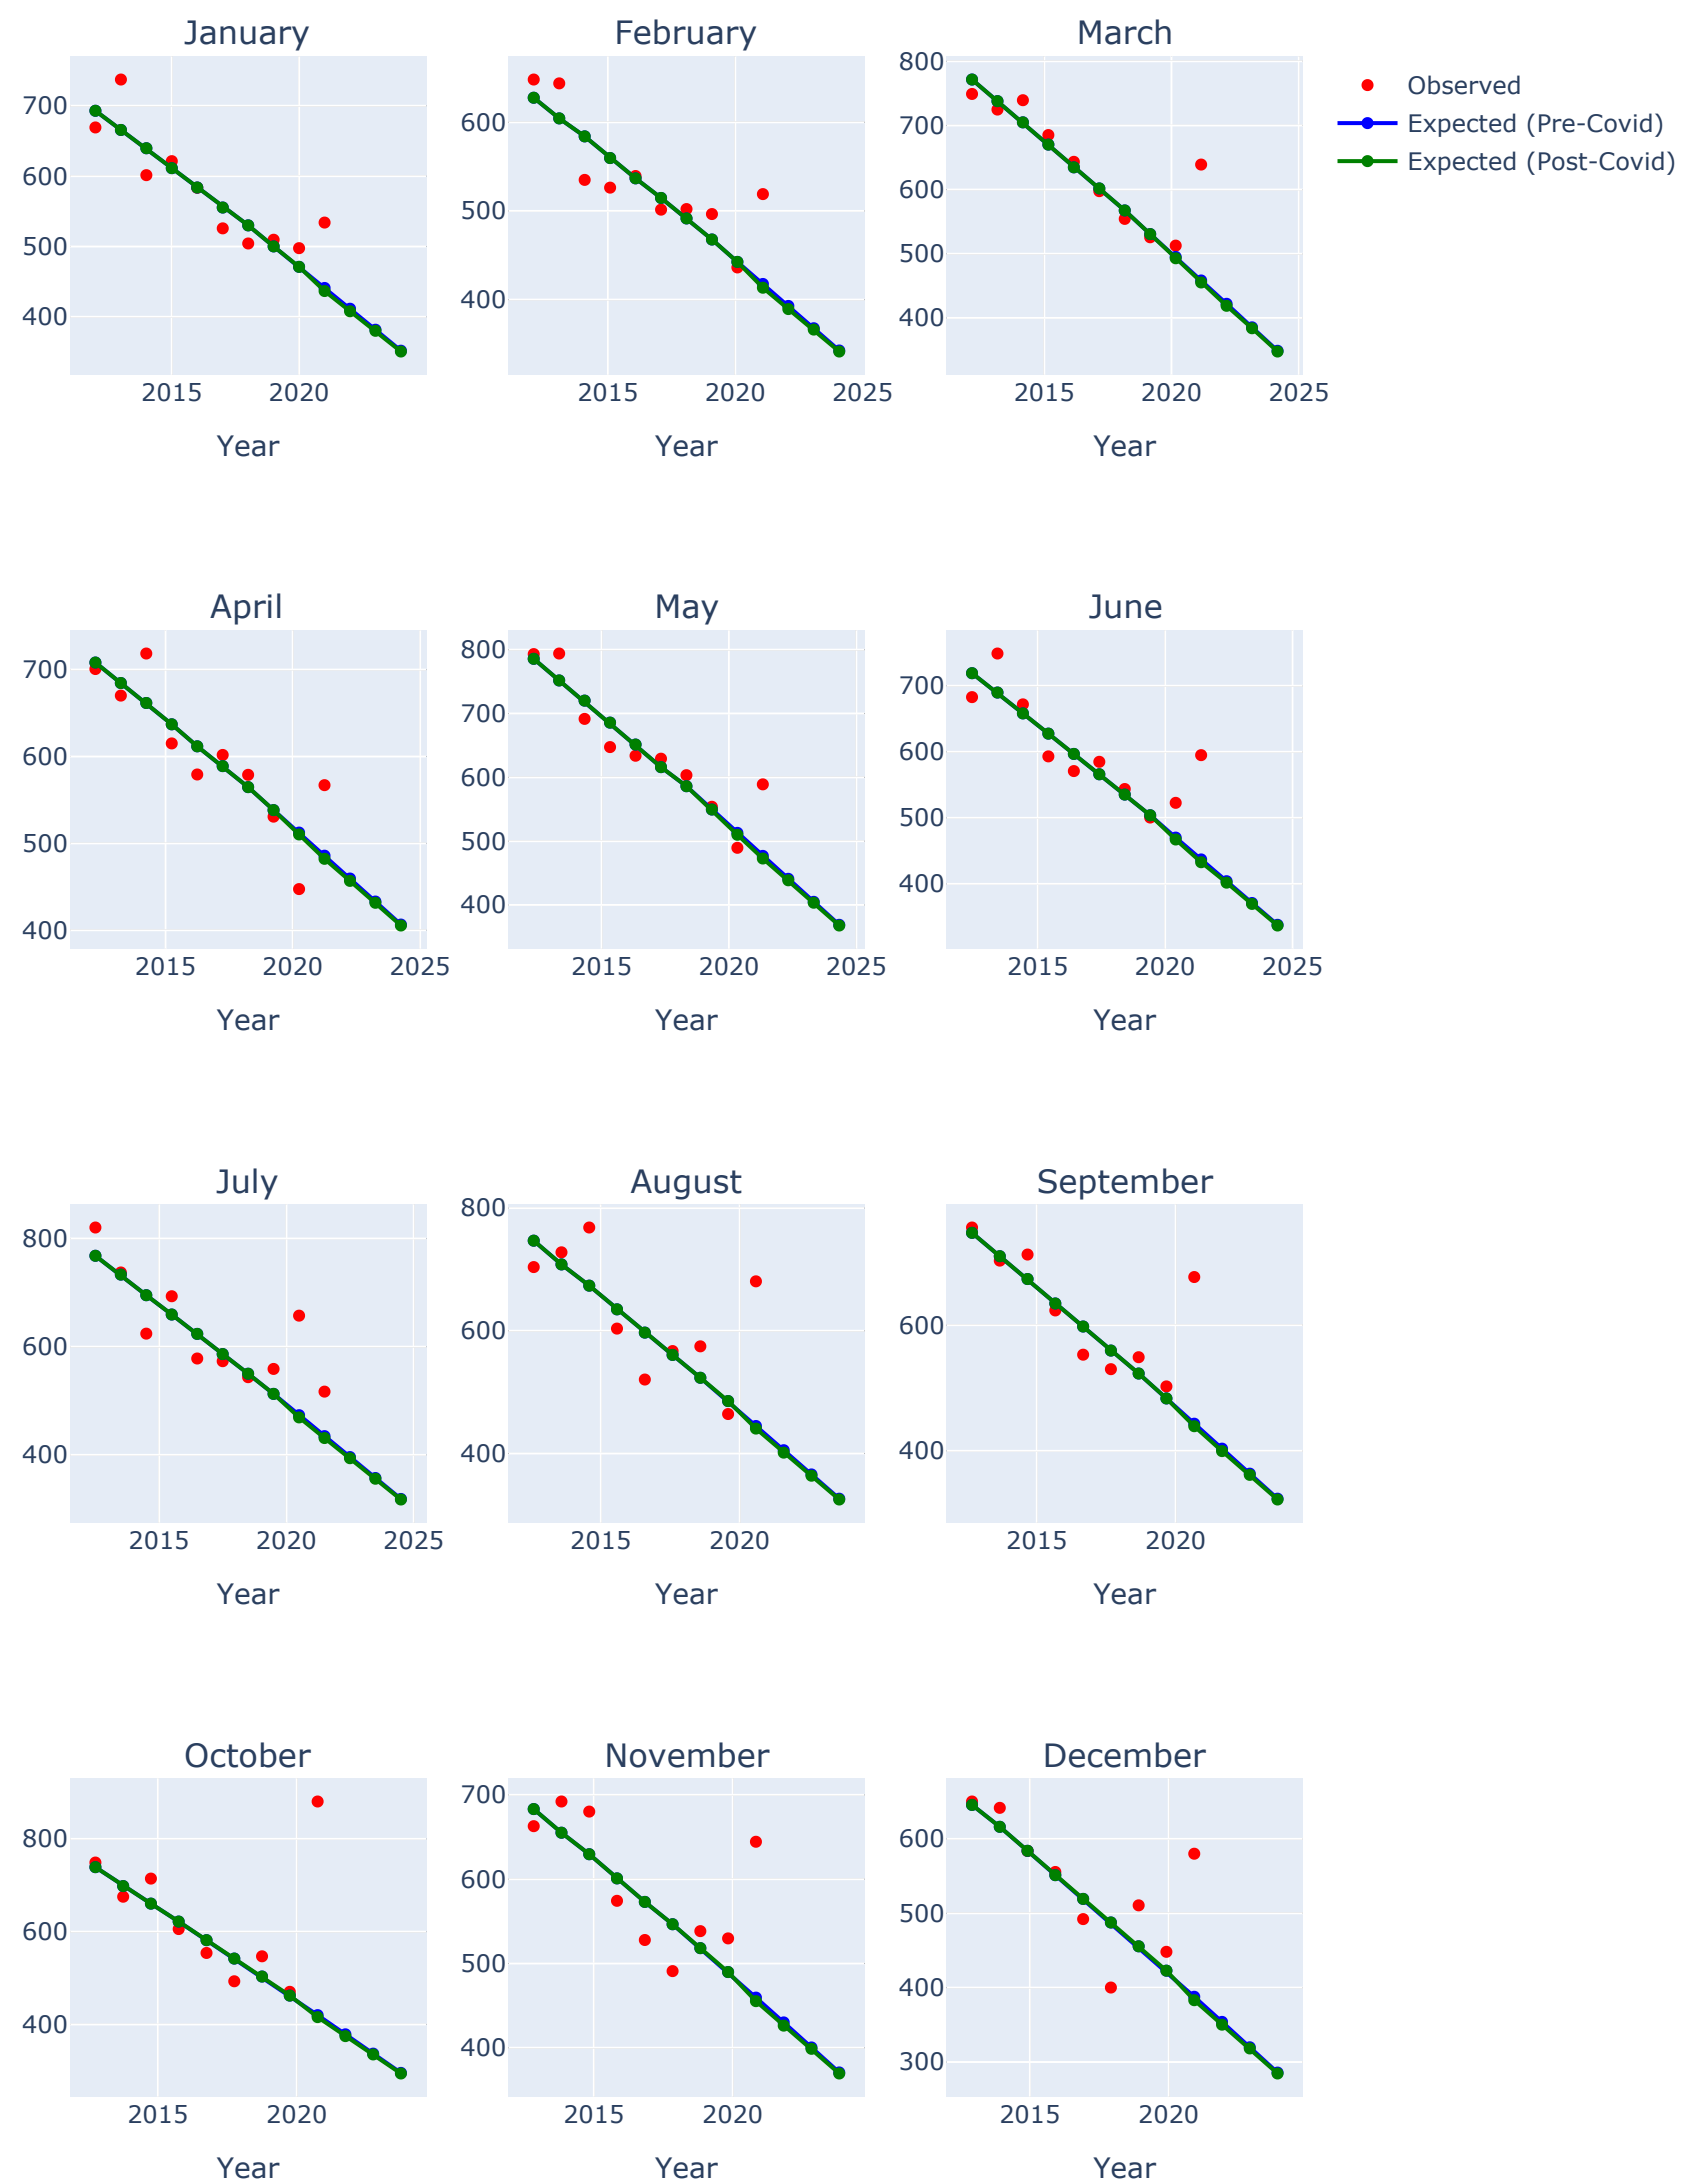 January
February
March
700
600
500
400
2015
2020
Year
600
500
400
2015
2020
2025
Year
800
700
600
500
400
2015
2020
2025
Year
Observed
Expected (Pre-Covid)
Expected (Post-Covid)
April
May
June
700
600
500
400
2015
2020
2025
Year
800
700
600
500
400
2015
2020
2025
Year
700
600
500
400
2015
2020
2025
Year
July
August
September
800
600
400
2015
2020
2025
Year
800
600
400
2015
2020
Year
600
400
2015
2020
Year
October
November
December
800
600
400
2015
2020
Year
700
600
500
400
2015
2020
Year
600
500
400
300
2015
2020
Year